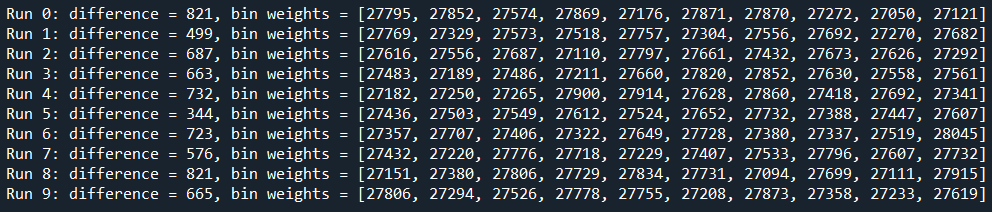 Run 0: difference = 821, bin weights = [27795, 27852, 27574, 27869, 27176, 27871, 27870, 27272, 27050, 27121]
Run 1: difference = 499, bin weights = [27769, 27329, 27573, 27518, 27757, 27304, 27556, 27692, 27270, 27682]
Run 2: difference = 687, bin weights = [27616, 27556, 27687, 27110, 27797, 27661, 27432, 27673, 27626, 27292]
Run 3: difference = 663, bin weights = [27483, 27189, 27486, 27211, 27660, 27820, 27852, 27630, 27558, 27561]
Run 4: difference = 732, bin weights = [27182, 27250, 27265, 27900, 27914, 27628, 27860, 27418, 27692, 27341]
Run 5: difference = 344, bin weights = [27436, 27503, 27549, 27612, 27524, 27652, 27732, 27388, 27447, 27607]
Run 6: difference = 723, bin weights = [27357, 27707, 27406, 27322, 27649, 27728, 27380, 27337, 27519, 28045]
Run 7: difference = 576, bin weights = [27432, 27220, 27776, 27718, 27229, 27407, 27533, 27796, 27607, 27732]
Run 8: difference = 821, bin weights = [27151, 27380, 27806, 27729, 27834, 27731, 27094, 27699, 27111, 27915]
Run 9: difference = 665, bin weights = [27806, 27294, 27526, 27778, 27755, 27208, 27873, 27358, 27233, 27619]